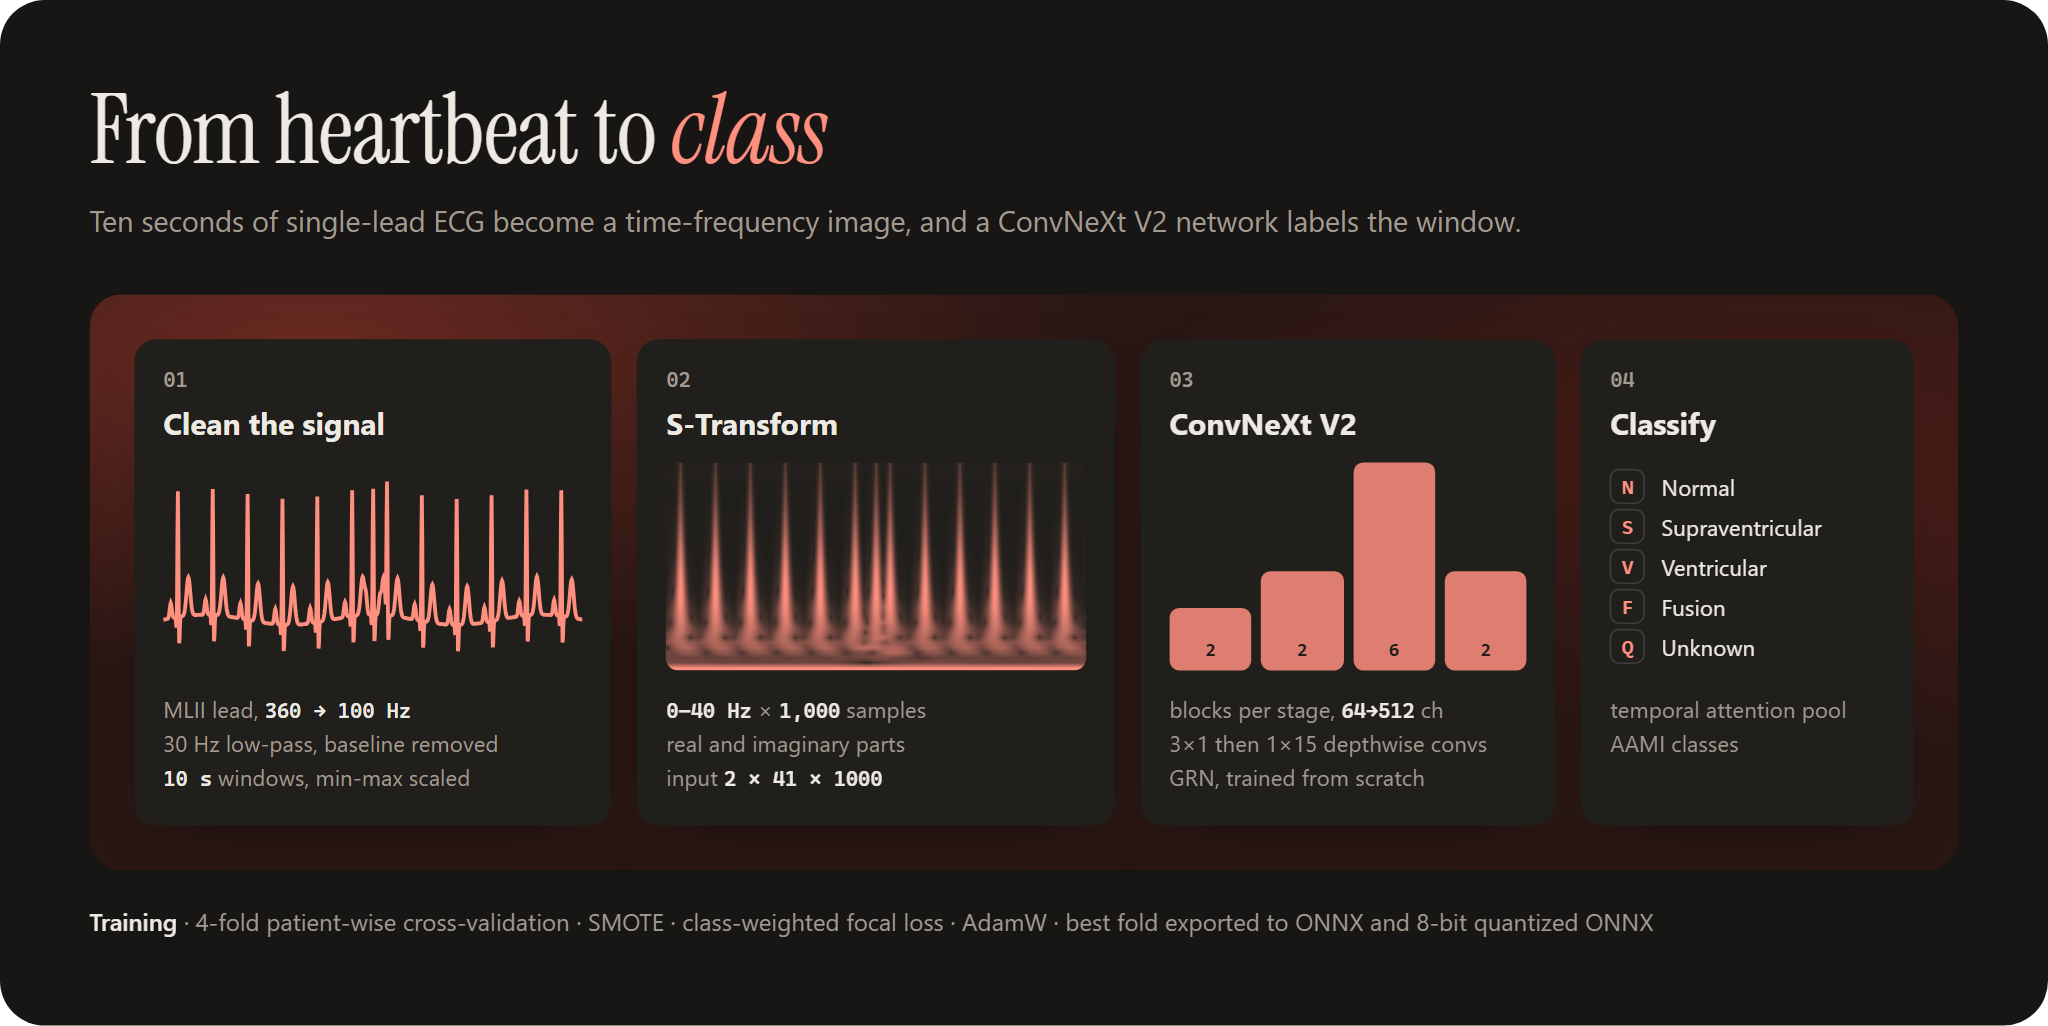 From heartbeat to class
Ten seconds of single-lead ECG become a time-frequency image, and a ConvNeXt V2 network labels the window.
01
Clean the signal
MLII lead, 360 → 100 Hz
30 Hz low-pass, baseline removed
10 s windows, min-max scaled
02
S-Transform
0–40 Hz × 1,000 samples
real and imaginary parts
input 2 × 41 × 1000
03
ConvNeXt V2
2 2 6 2
blocks per stage, 64→512 ch
3×1 then 1×15 depthwise convs
GRN, trained from scratch
04
Classify
N Normal
S Supraventricular
V Ventricular
F Fusion
Q Unknown
temporal attention pool
AAMI classes
Training · 4-fold patient-wise cross-validation · SMOTE · class-weighted focal loss · AdamW · best fold exported to ONNX and 8-bit quantized ONNX